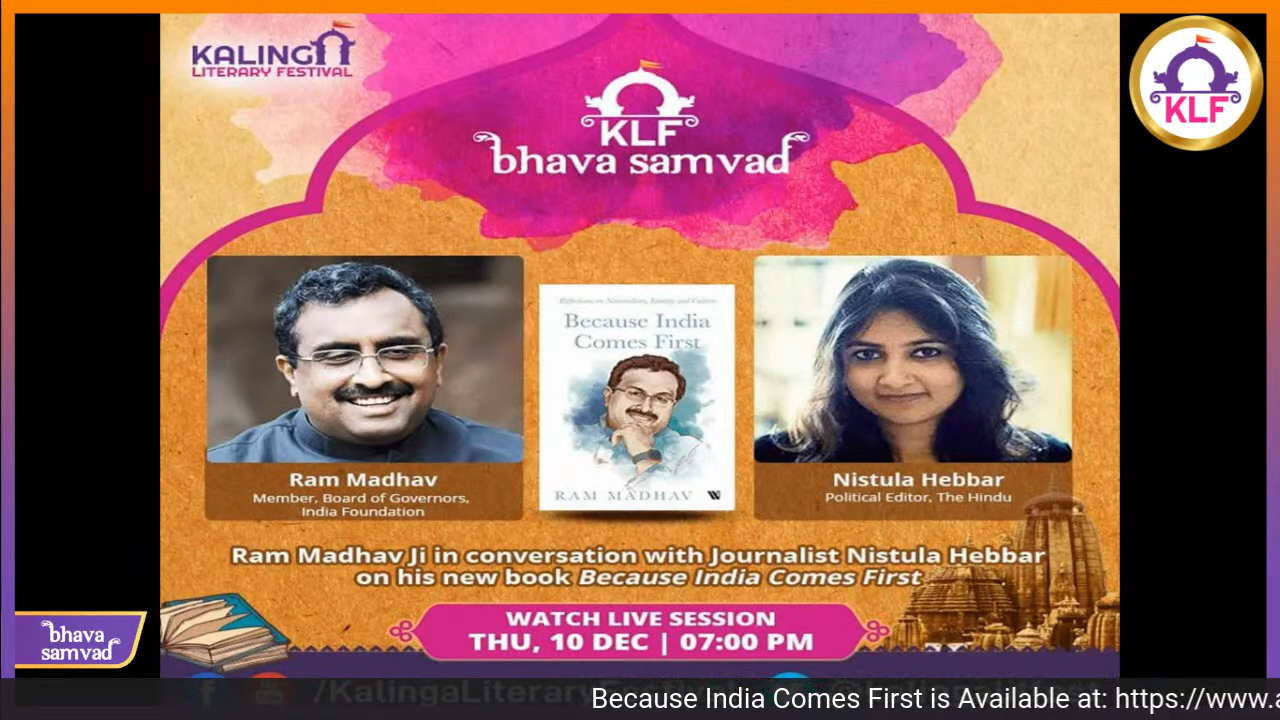 KALINGA
LITERARY FESTIVAL
KLF
KLF
bhava samvad
Reflections on Nationalism, Identity and Culture
Because India
Comes First
RAM MADHAV W
Ram Madhav
Member, Board of Governors,
India Foundation
Nistula Hebbar
Political Editor, The Hindu
Ram Madhav Ji in conversation with Journalist Nistula Hebbar
on his new book Because India Comes First
WATCH LIVE SESSION
THU, 10 DEC | 07:00 PM
bhava
samvad
/KalingaLiteraryFestival
Because India Comes First is Available at: https://www.a